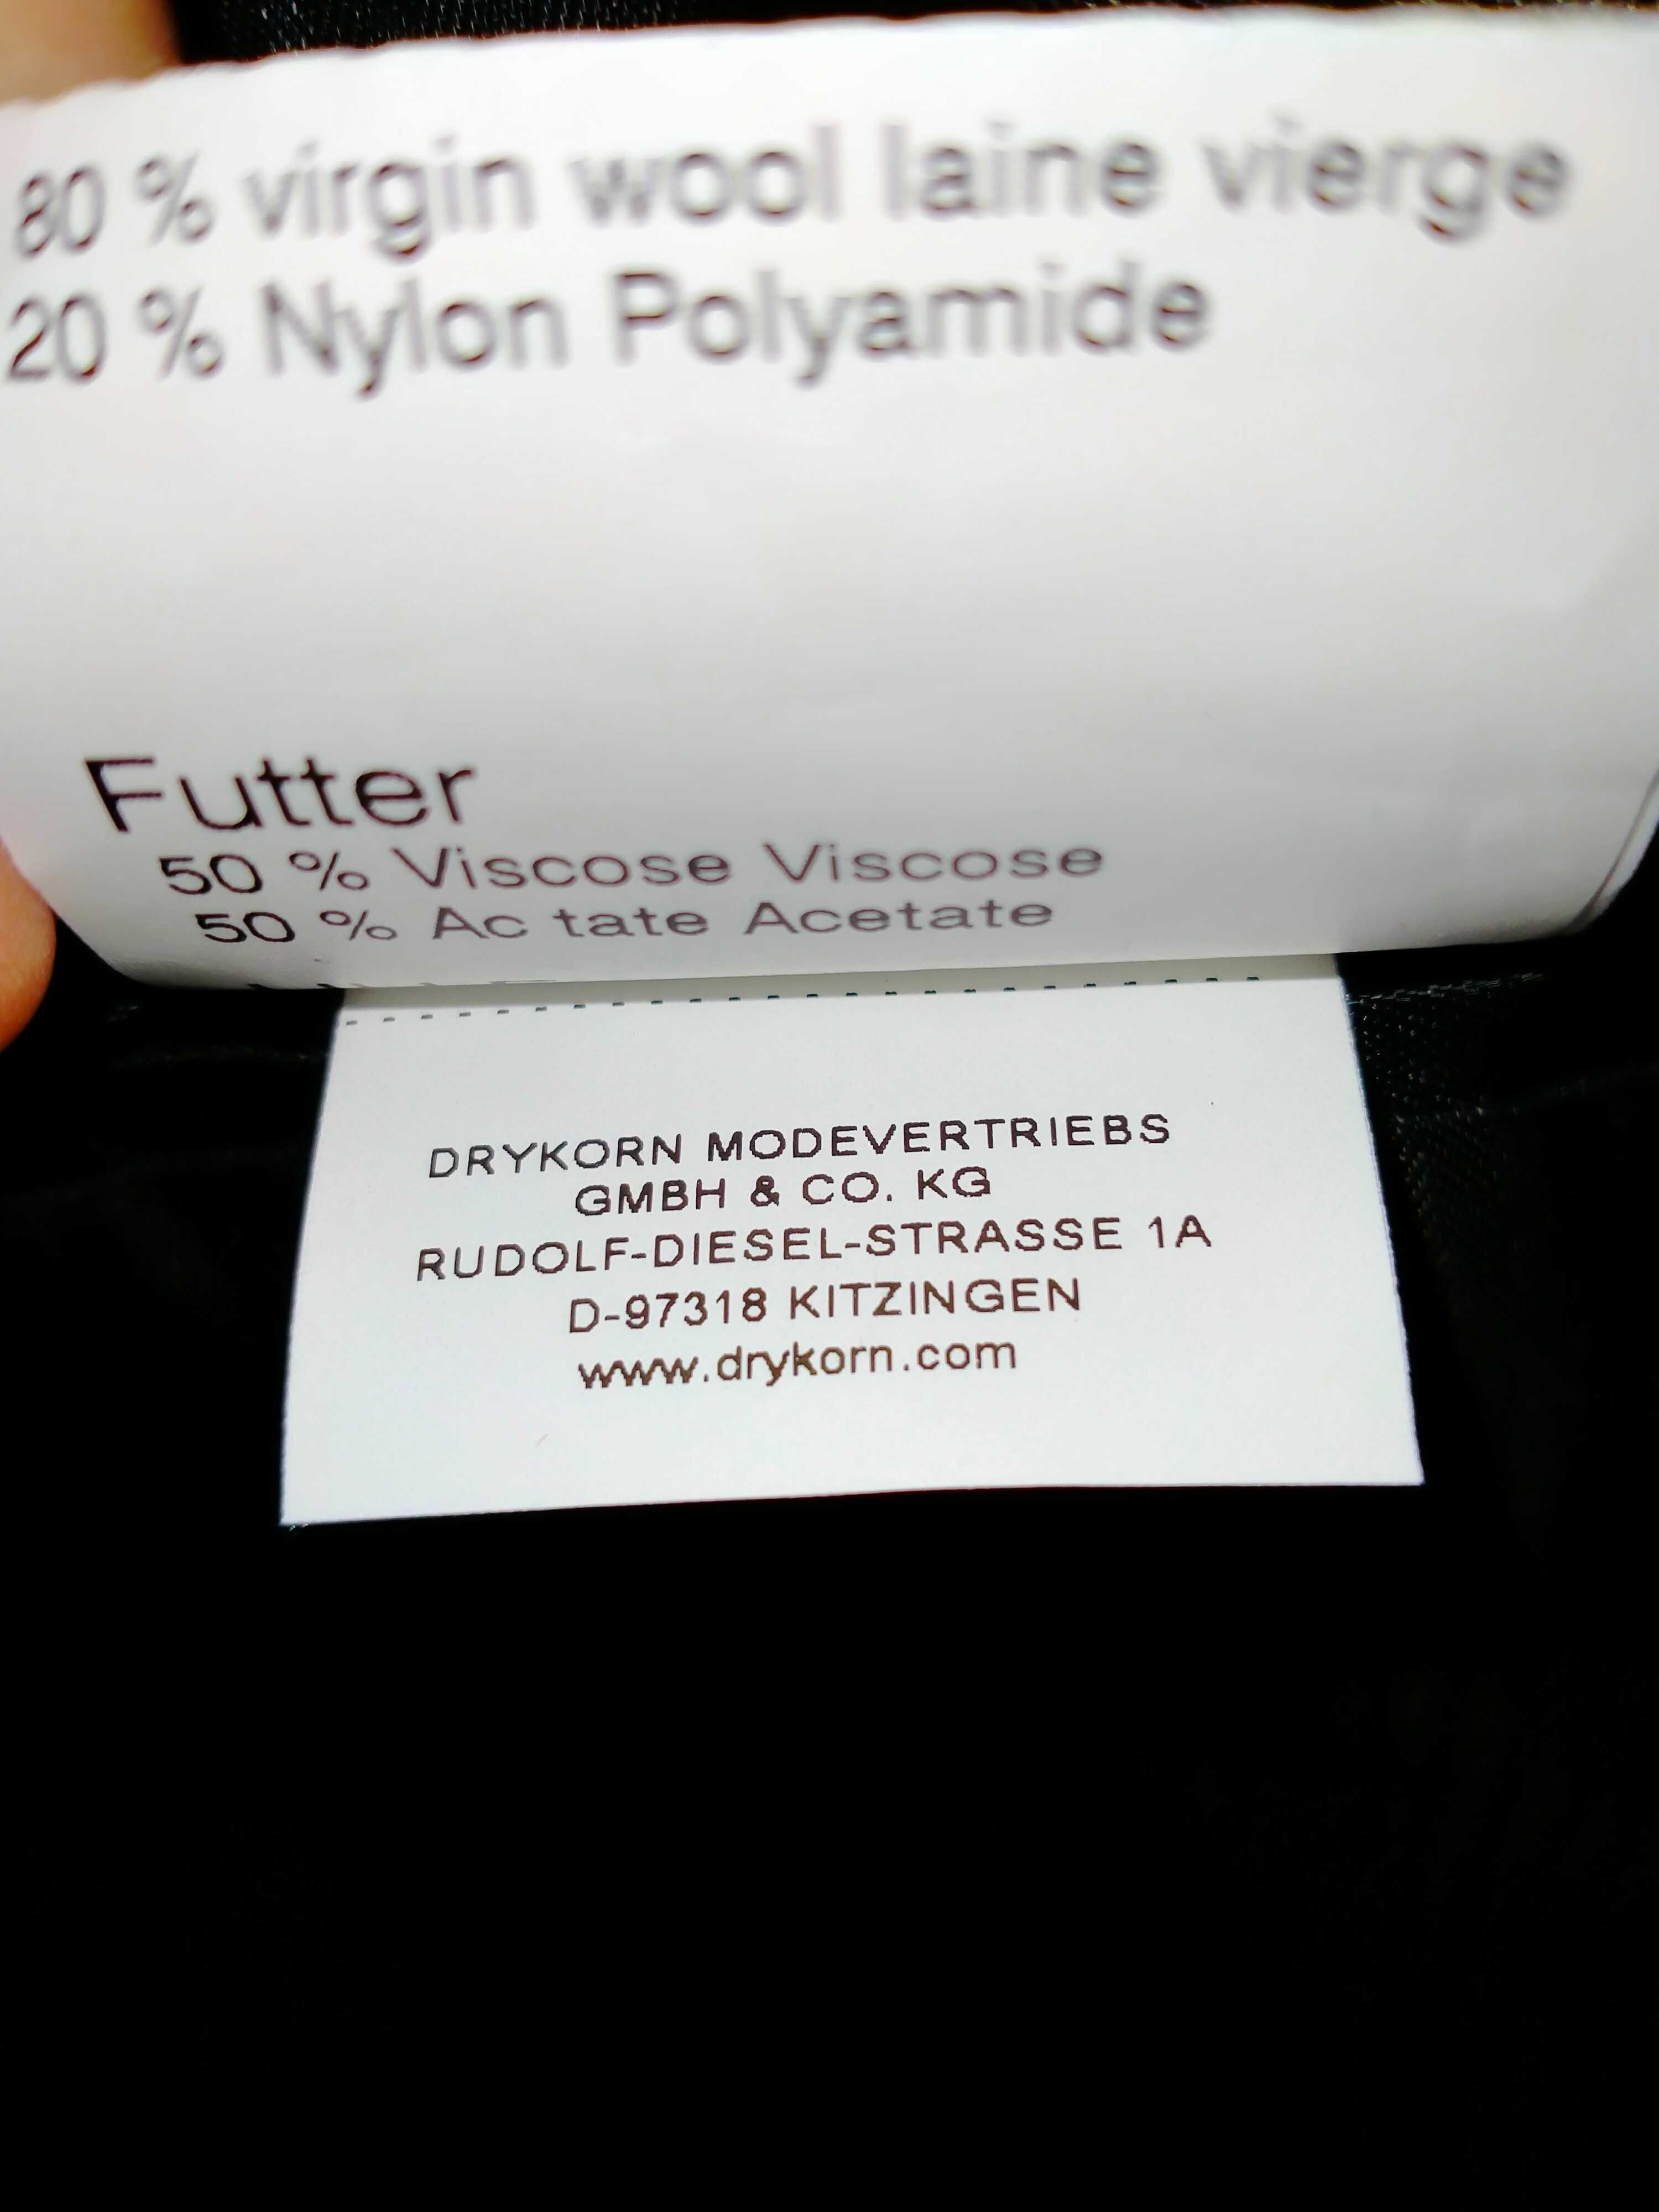 80 % virgin wool laine vierge
20 % Nylon Polyamide
Futter
50 % Viscose Viscose
50 % Ac tate Acetate
DRYKORN MODEVERTRIEBS
GMBH & CO. KG
RUDOLF-DIESEL-STRASSE 1A
D-97318 KITZINGEN
www.drykorn.com